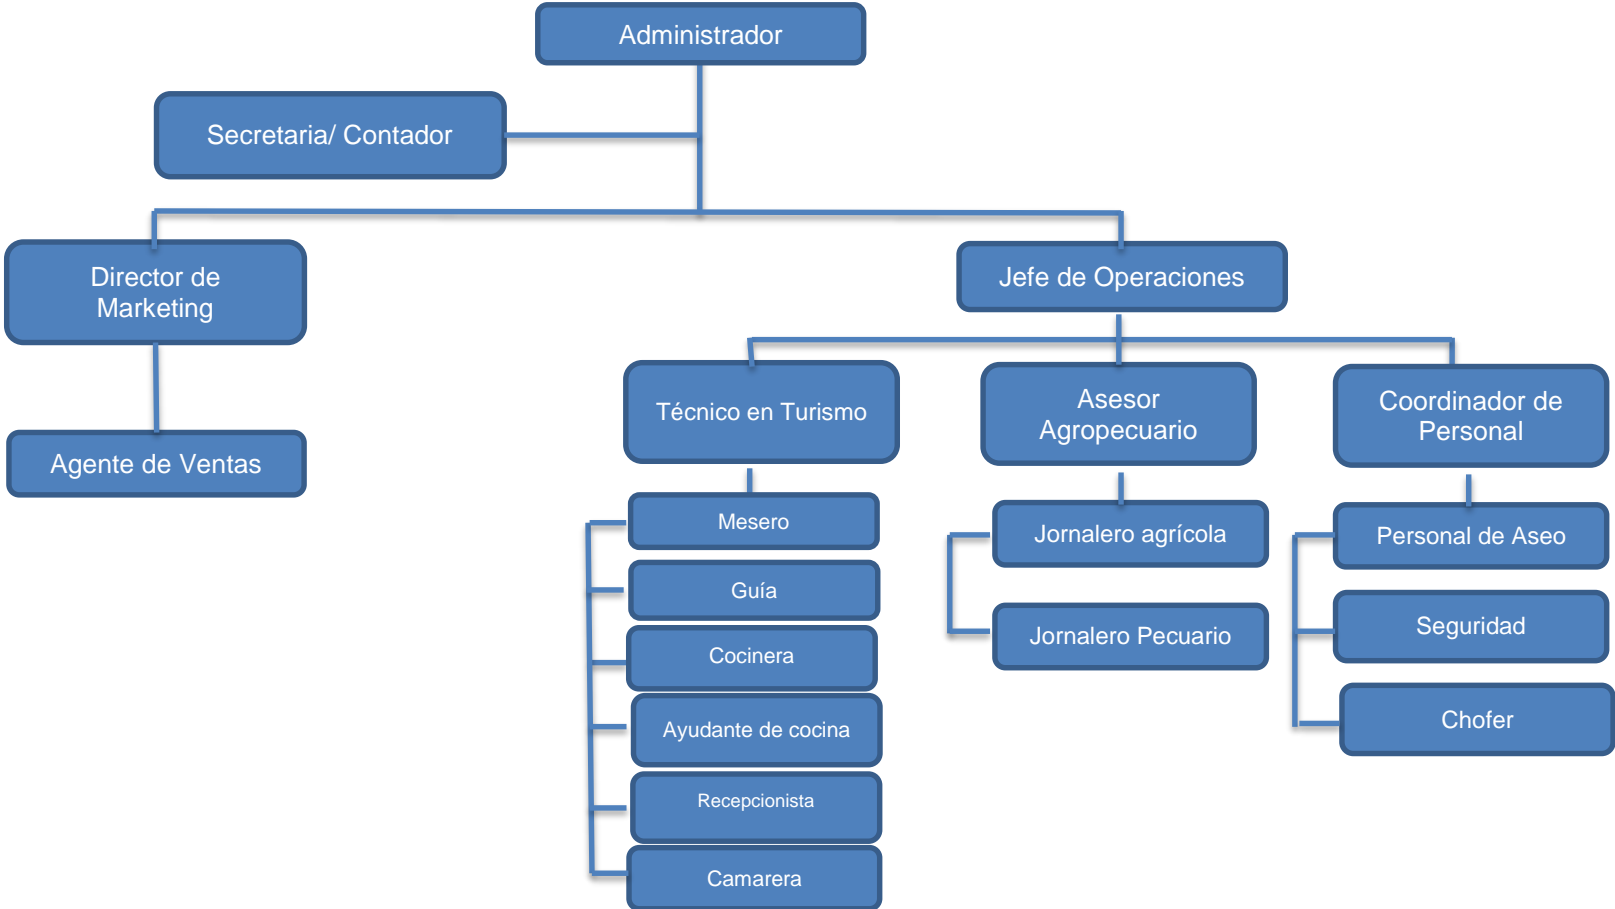 Administrador
Secretaria/ Contador
Director de
Marketing
Jefe de Operaciones
Agente de Ventas
Técnico en Turismo
Asesor
Agropecuario
Coordinador de
Personal
Mesero
Guía
Cocinera
Ayudante de cocina
Recepcionista
Camarera
Jornalero agrícola
Jornalero Pecuario
Personal de Aseo
Seguridad
Chofer